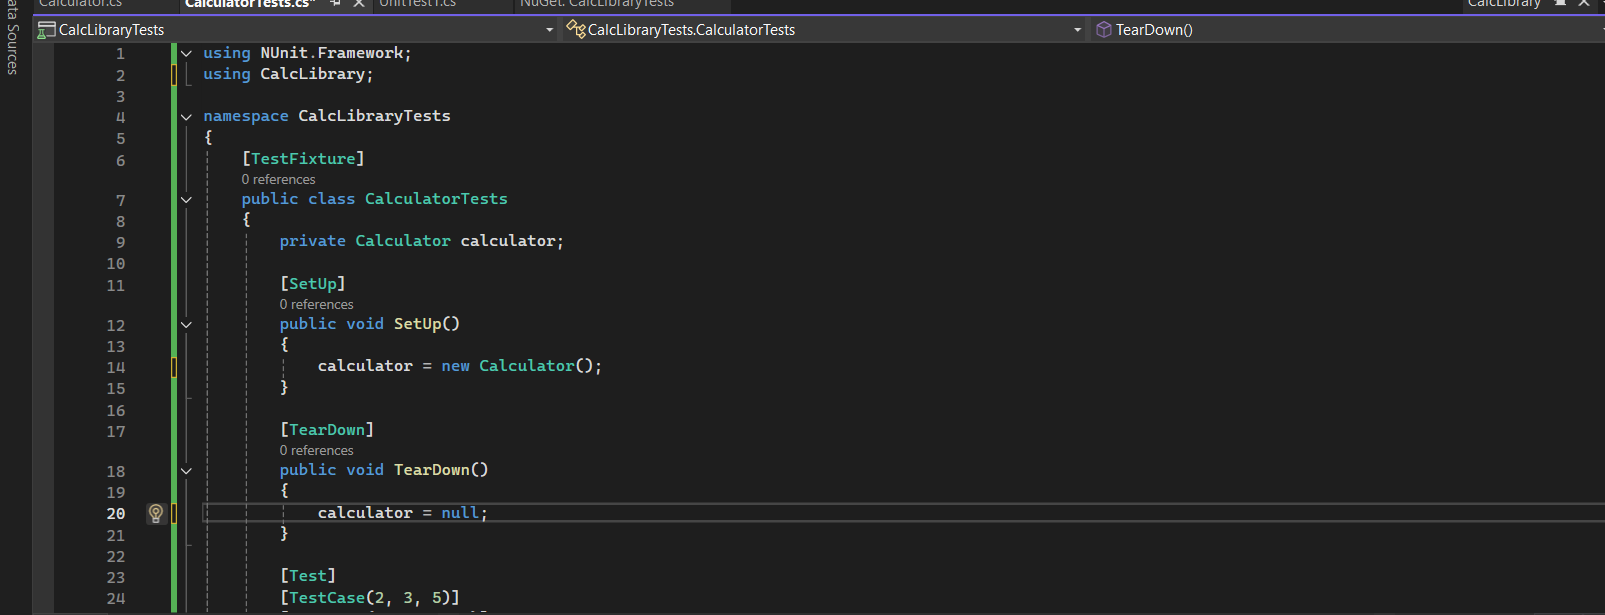 Calculator.cs
CalculatorTests.cs*
UnitTest1.cs
NuGet: CalcLibraryTests
CalcLibrary
Data Sources
CalcLibraryTests
CalcLibraryTests.CalculatorTests
TearDown()
1 using NUnit.Framework;
2 using CalcLibrary;
3
4 namespace CalcLibraryTests
5 {
6 [TestFixture]
0 references
7 public class CalculatorTests
8 {
9 private Calculator calculator;
10
11 [SetUp]
0 references
12 public void SetUp()
13 {
14 calculator = new Calculator();
15 }
16
17 [TearDown]
0 references
18 public void TearDown()
19 {
20 calculator = null;
21 }
22
23 [Test]
24 [TestCase(2, 3, 5)]